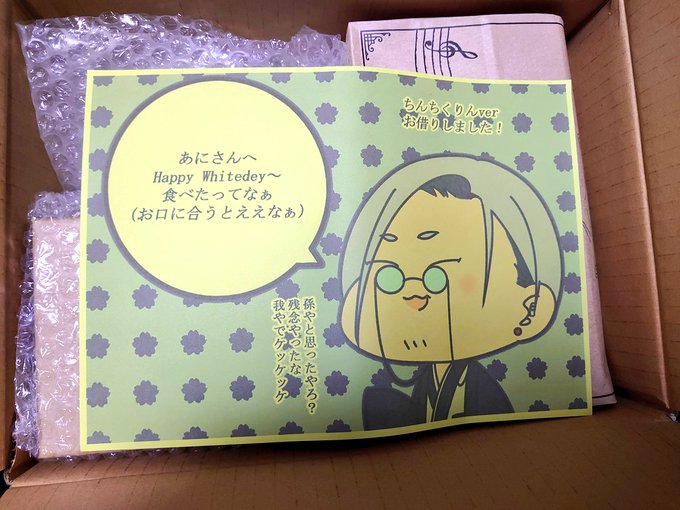 あにさんへ
Happy Whitedey～
食べたってなぁ
(お口に合うとええなぁ)
ちんちくりんver
お借りしました！
孫やと思ったやろ？
残念やったな
我やでケッケッケ